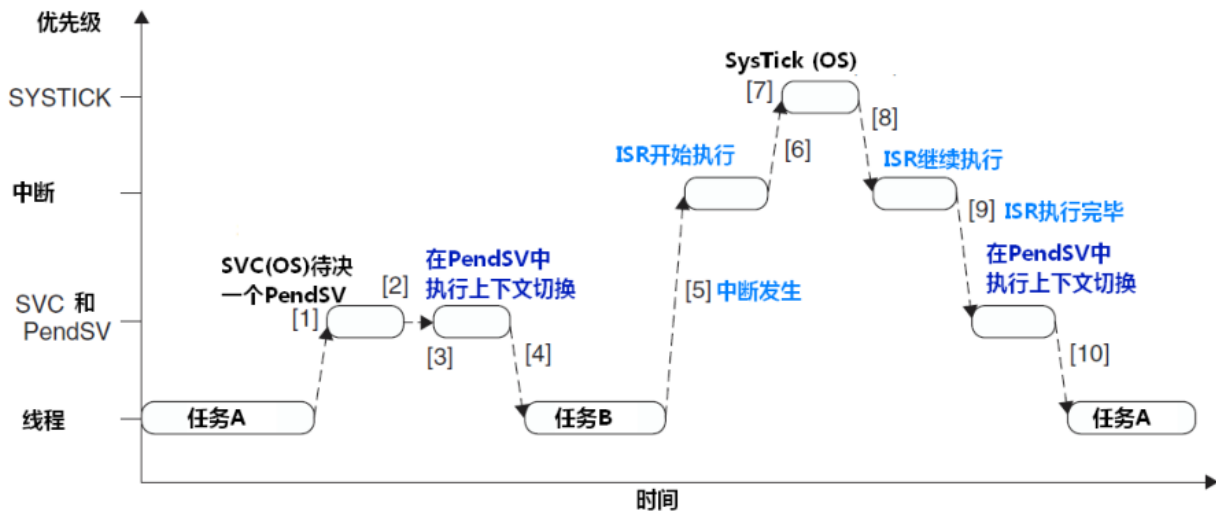 优先级
SysTick (OS)
SYSTICK
[7]
[8]
ISR开始执行
[6]
ISR继续执行
中断
[9] ISR执行完毕
SVC(OS)待决
一个PendSV
[2]
在PendSV中
执行上下文切换
[5] 中断发生
在PendSV中
执行上下文切换
SVC 和
PendSV
[1]
[3]
[4]
[10]
线程
任务A
任务B
任务A
时间